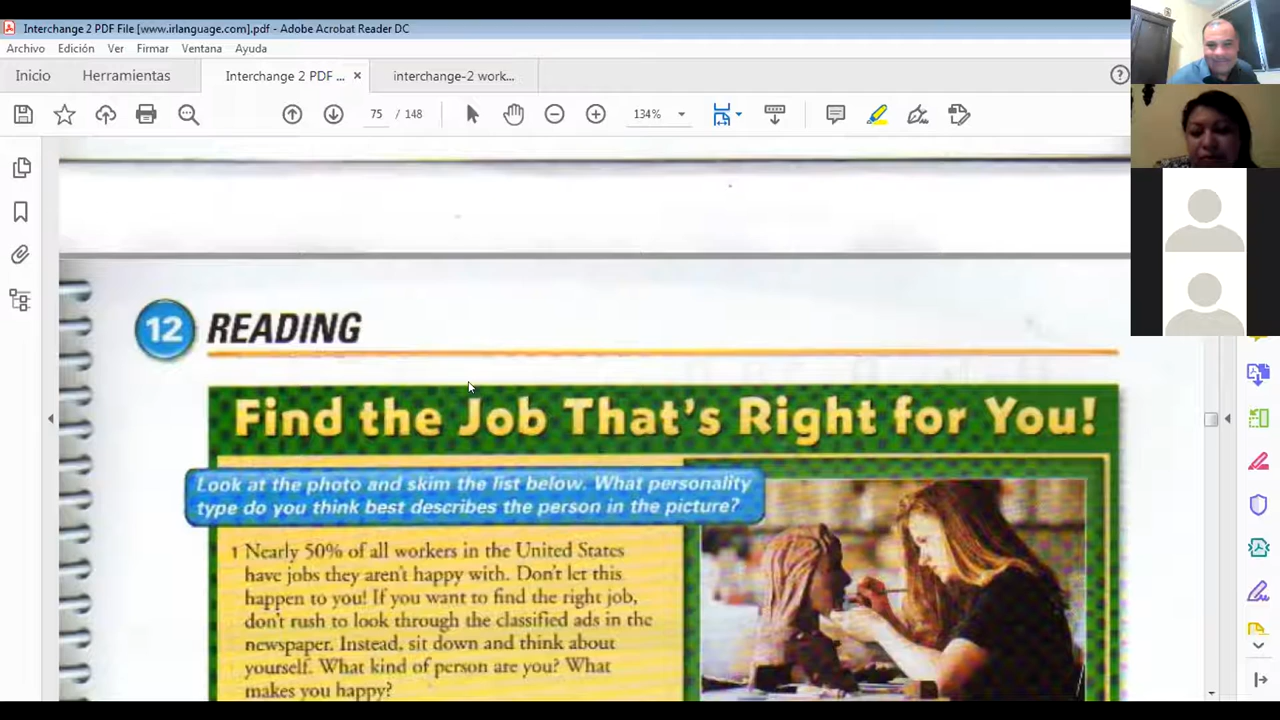 Interchange 2 PDF File [www.irlanguage.com].pdf - Adobe Acrobat Reader DC
Archivo Edición Ver Firmar Ventana Ayuda
Inicio Herramientas Interchange 2 PDF ... × interchange-2 work...
75 / 148 134%
12 READING
Find the Job That's Right for You!
Look at the photo and skim the list below. What personality
type do you think best describes the person in the picture?
1 Nearly 50% of all workers in the United States
have jobs they aren't happy with. Don't let this
happen to you! If you want to find the right job,
don't rush to look through the classified ads in the
newspaper. Instead, sit down and think about
yourself. What kind of person are you? What
makes you happy?